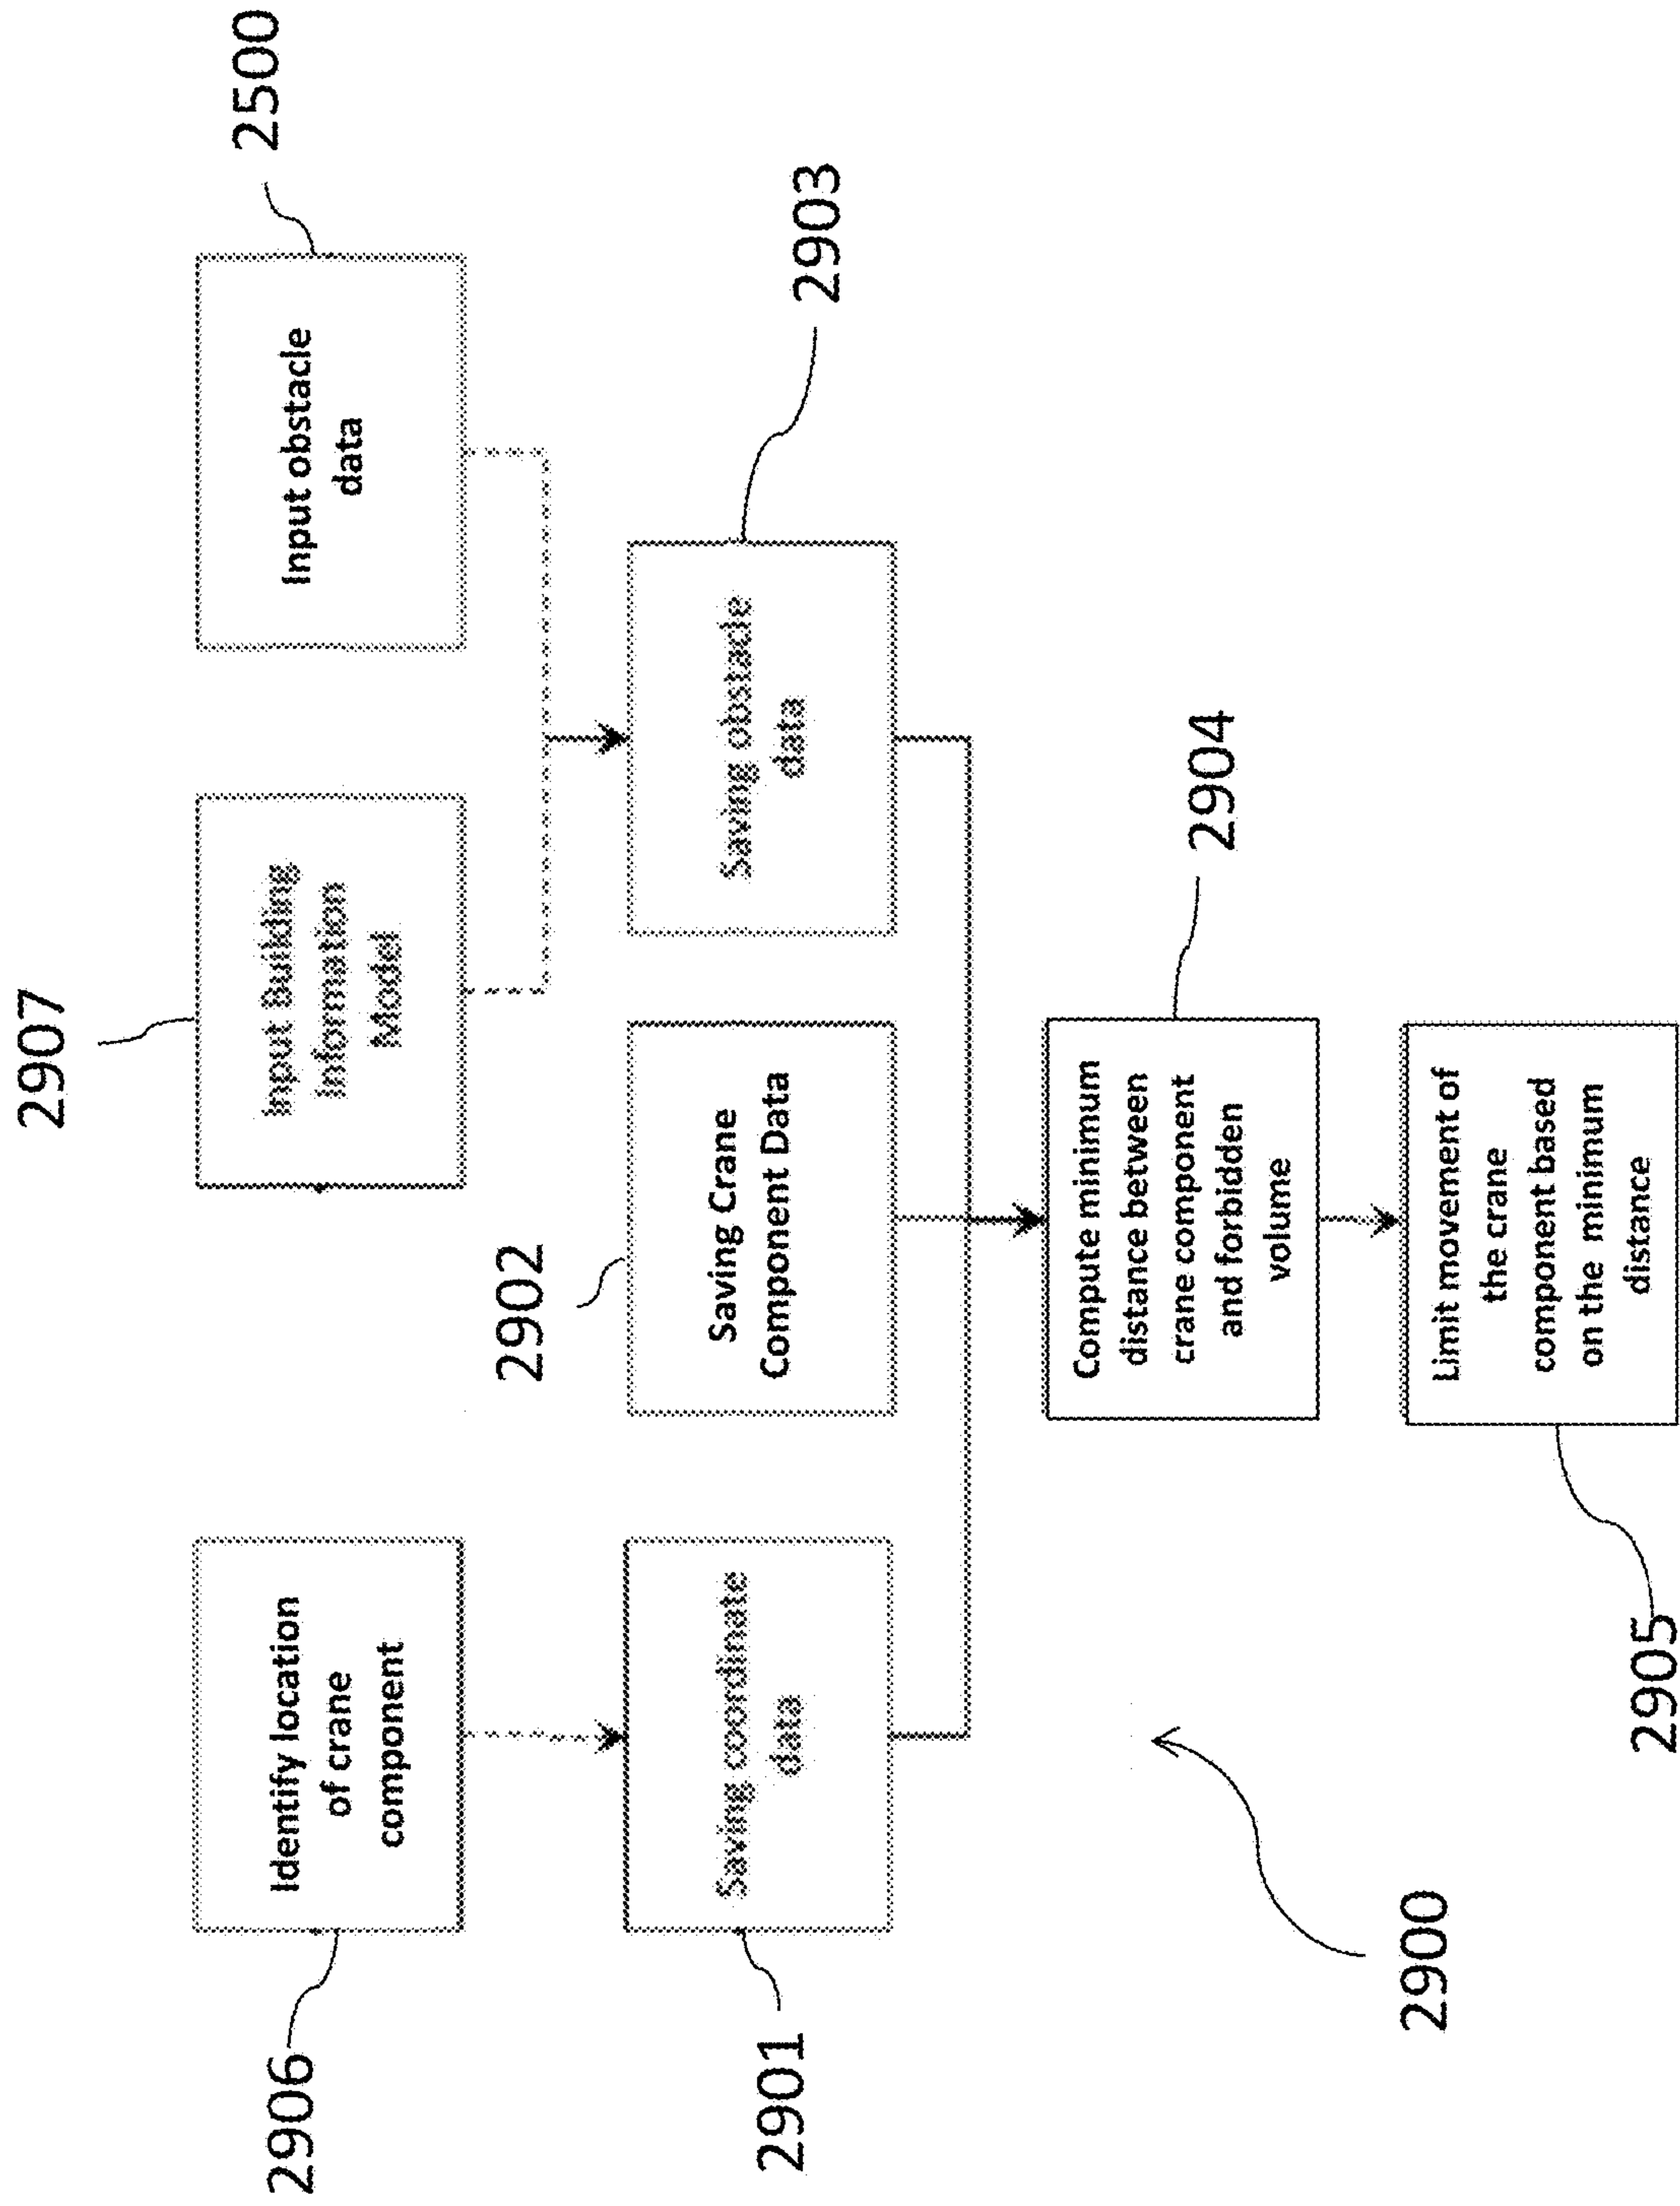 2907
2500
Input Building
Information
Model
Input obstacle
data
2906
Identify location
of crane
component
2902
2903
2901
Saving coordinate
data
Saving Crane
Component Data
Saving obstacle
data
2904
Compute minimum
distance between
crane component
and forbidden
volume
2900
2905
Limit movement of
the crane
component based
on the minimum
distance